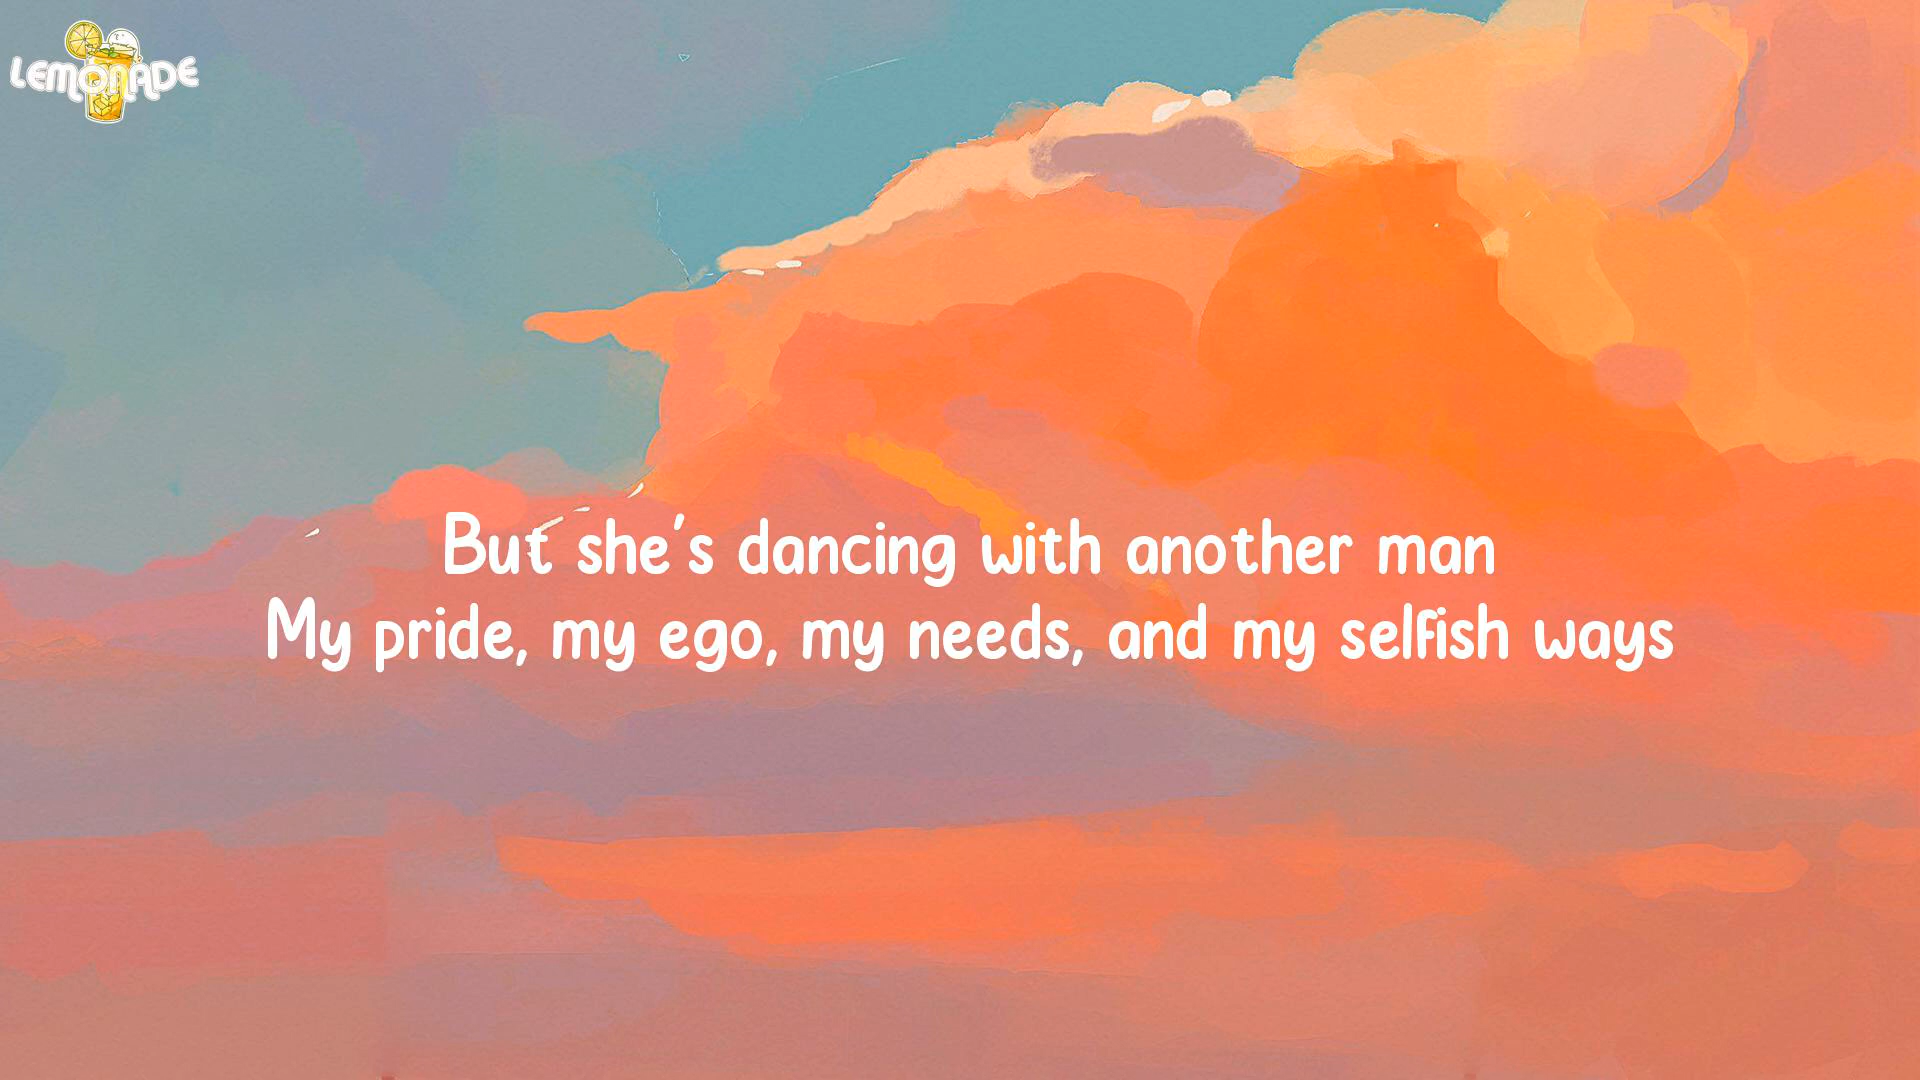 LEMONADE
But she's dancing with another man
My pride, my ego, my needs, and my selfish ways